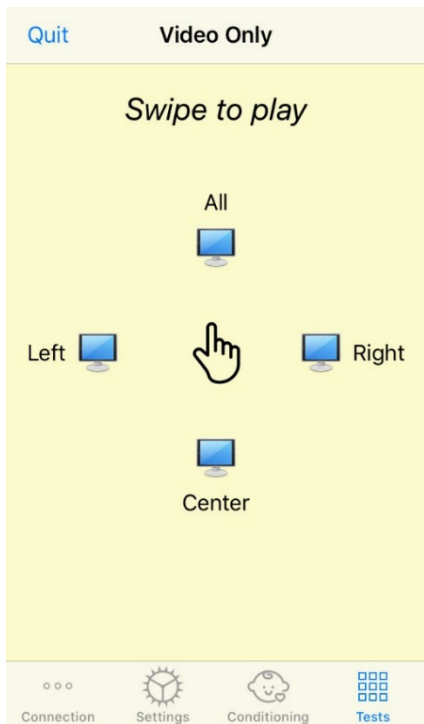 Quit Video Only
Swipe to play
All
Left Right
Center
Connection Settings Conditioning Tests